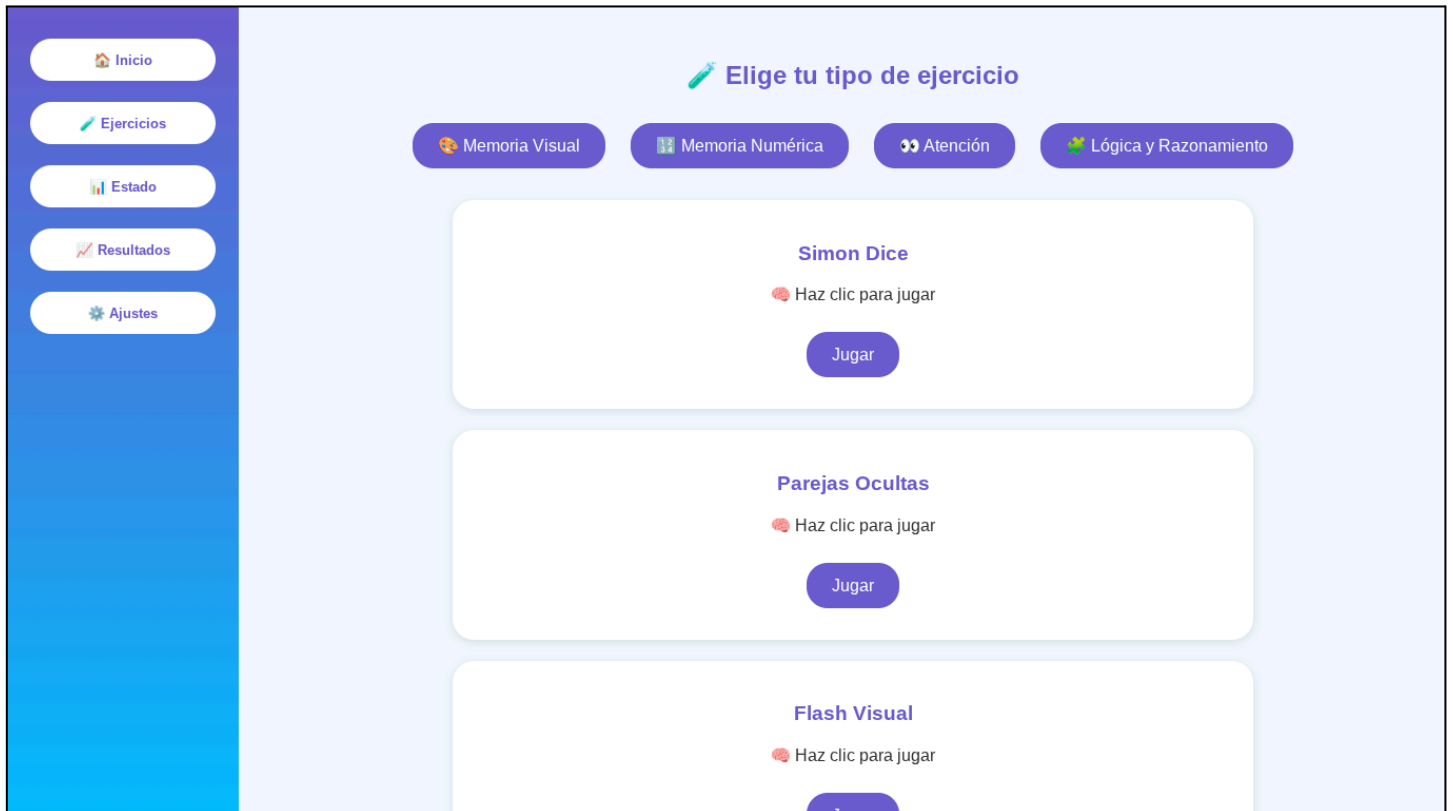 🏠 Inicio
🧪 Ejercicios
📊 Estado
📈 Resultados
⚙️ Ajustes
🧪 Elige tu tipo de ejercicio
🎨 Memoria Visual
🔢 Memoria Numérica
👀 Atención
🧩 Lógica y Razonamiento
Simon Dice
🧠 Haz clic para jugar
Jugar
Parejas Ocultas
🧠 Haz clic para jugar
Jugar
Flash Visual
🧠 Haz clic para jugar